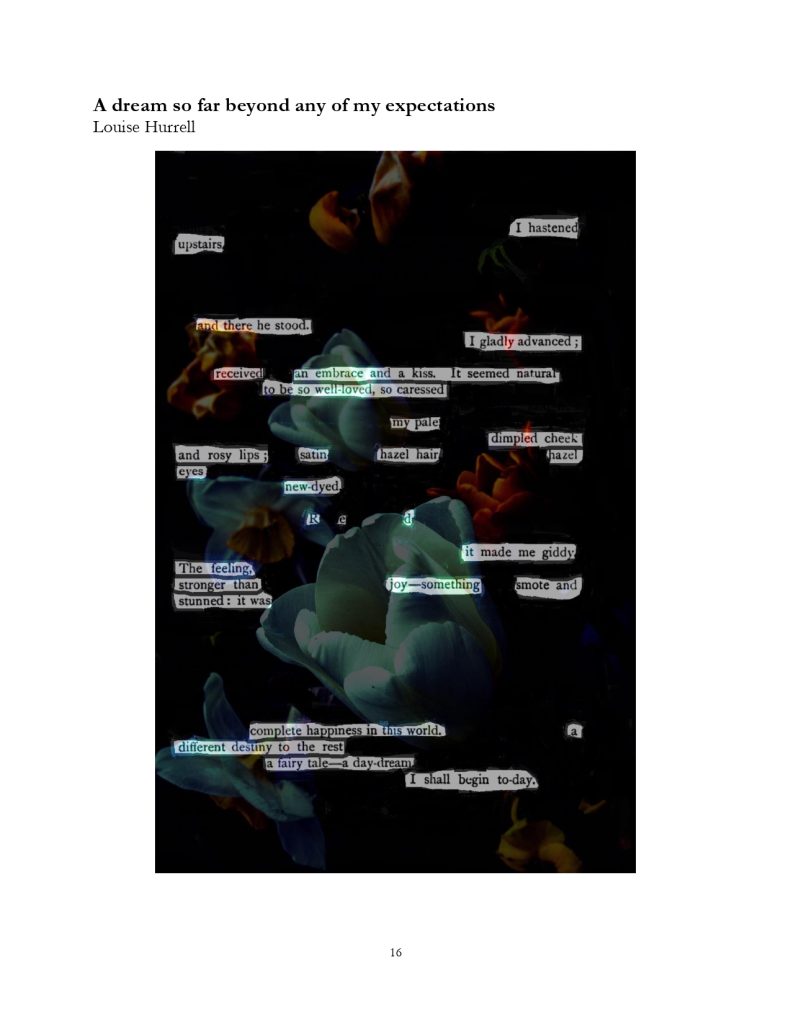 A dream so far beyond any of my expectations
Louise Hurrell
I hastened
upstairs,
and there he stood.
I gladly advanced ;
received an embrace and a kiss. It seemed natural
to be so well-loved, so caressed
my pale
dimpled cheek
and rosy lips ; satin hazel hair hazel
eyes
new-dyed.
R e d
it made me giddy.
The feeling,
stronger than joy—something smote and
stunned : it was
complete happiness in this world. a
different destiny to the rest
a fairy tale—a day-dream.
I shall begin to-day.
16